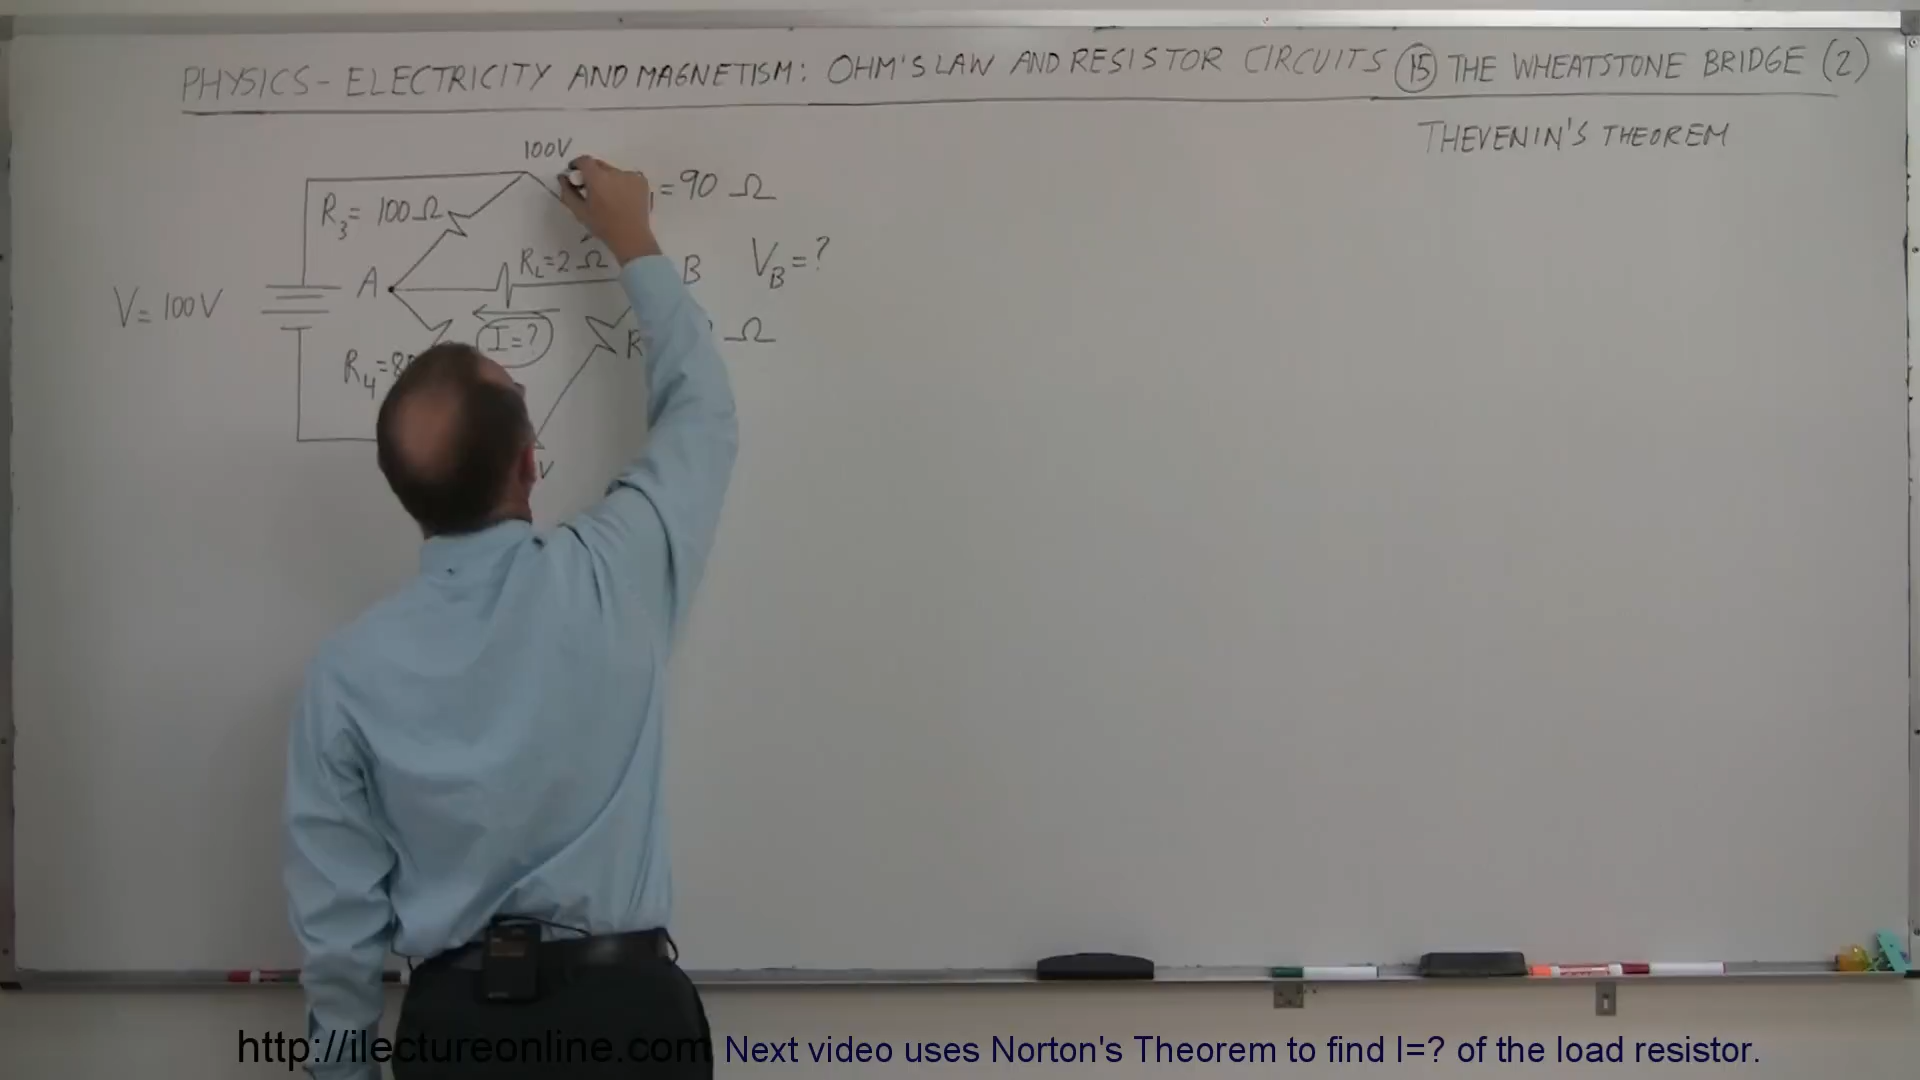 PHYSICS - ELECTRICITY AND MAGNETISM: OHM'S LAW AND RESISTOR CIRCUITS 15 THE WHEATSTONE BRIDGE (2)
THEVENIN'S THEOREM
100V
R3 = 100 Ω
= 90 Ω
RL = 2 Ω
B
VB = ?
A
V = 100V
I = ?
Ω
R4 = 8
http://ilectureonline.com Next video uses Norton's Theorem to find I=? of the load resistor.